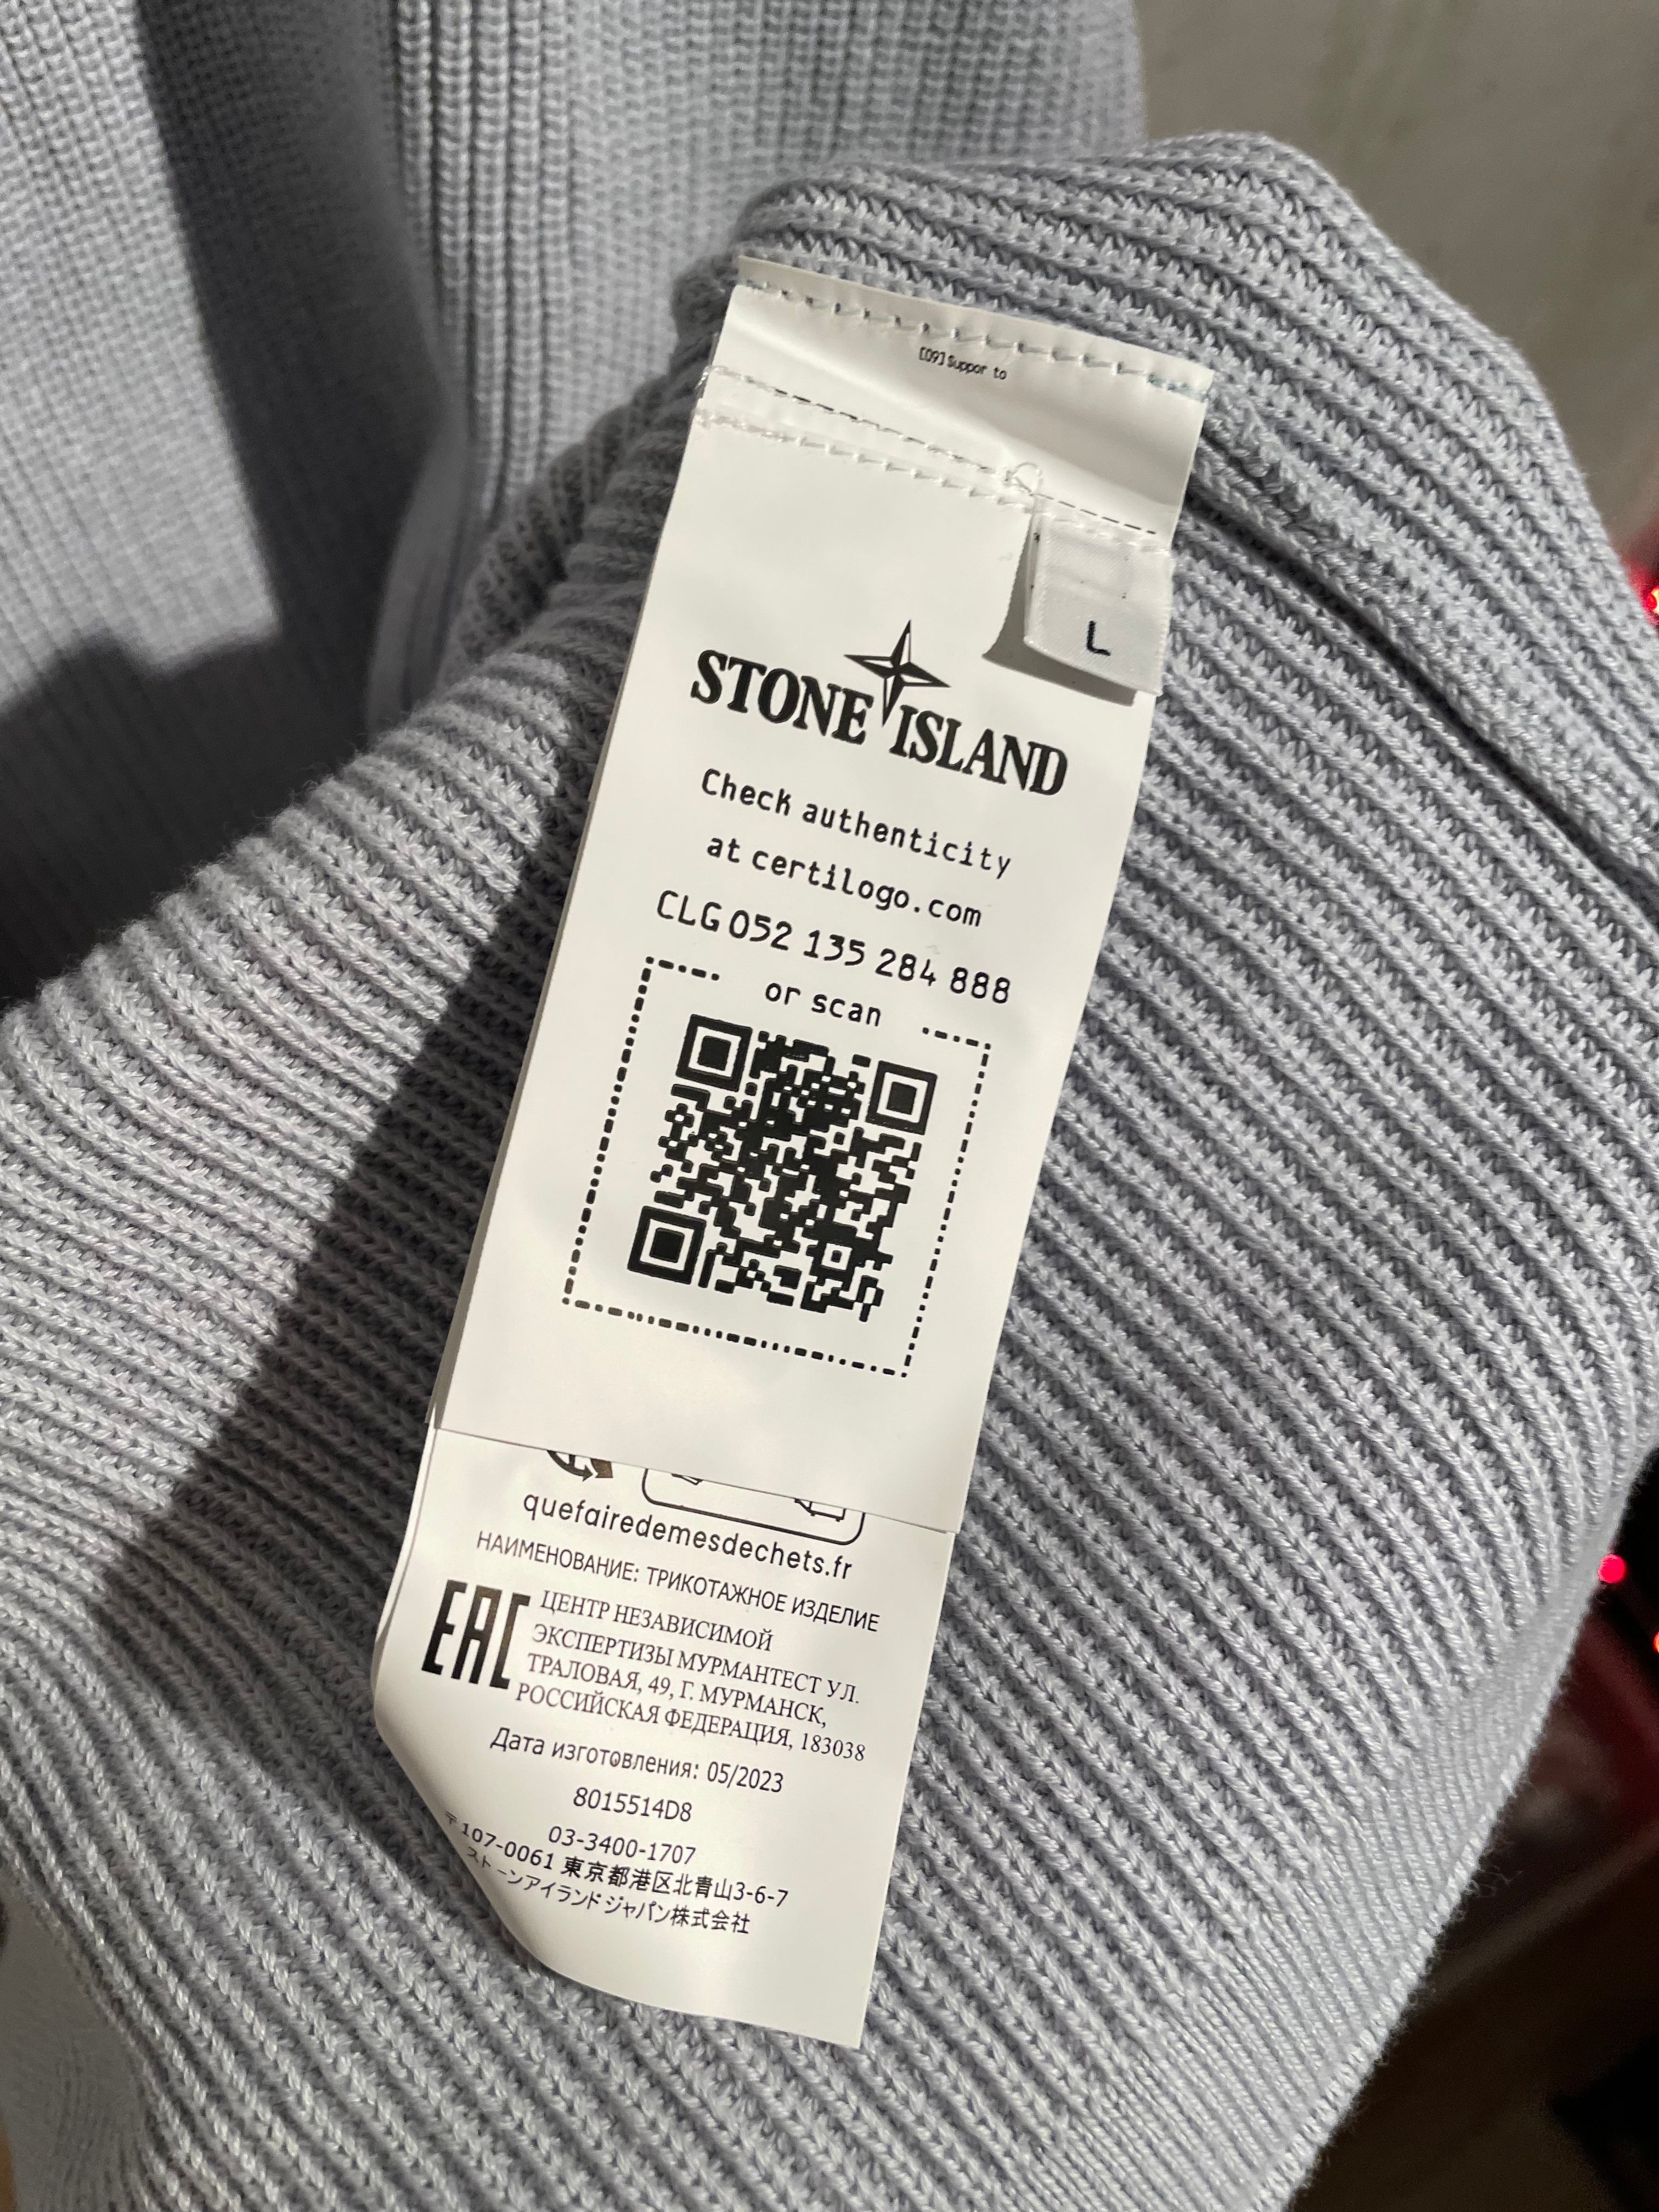 [09]Suppor to
L
STONE ISLAND
Check authenticity
at certilogo.com
CLG 052 135 284 888
or scan
quefairedemesdechets.fr
НАИМЕНОВАНИЕ: ТРИКОТАЖНОЕ ИЗДЕЛИЕ
EAC
ЦЕНТР НЕЗАВИСИМОЙ
ЭКСПЕРТИЗЫ МУРМАНТЕСТ УЛ.
ТРАЛОВАЯ, 49, Г. МУРМАНСК,
РОССИЙСКАЯ ФЕДЕРАЦИЯ, 183038
Дата изготовления: 05/2023
8015514D8
03-3400-1707
〒107-0061 東京都港区北青山3-6-7
ストーンアイランドジャパン株式会社